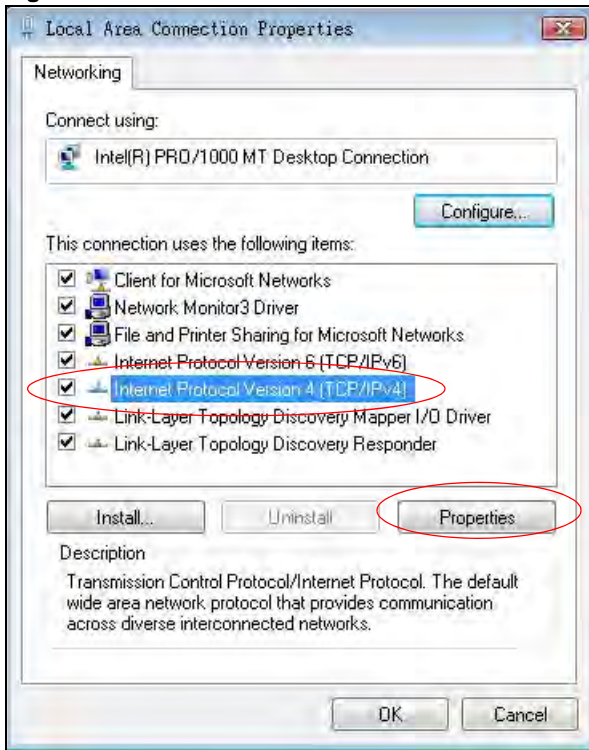 Local Area Connection Properties
Networking
Connect using:
Intel(R) PRO/1000 MT Desktop Connection
Configure...
This connection uses the following items:
Client for Microsoft Networks
Network Monitor3 Driver
File and Printer Sharing for Microsoft Networks
Internet Protocol Version 6 (TCP/IPv6)
Internet Protocol Version 4 (TCP/IPv4)
Link-Layer Topology Discovery Mapper I/O Driver
Link-Layer Topology Discovery Responder
Install... Uninstall Properties
Description
Transmission Control Protocol/Internet Protocol. The default
wide area network protocol that provides communication
across diverse interconnected networks.
OK Cancel